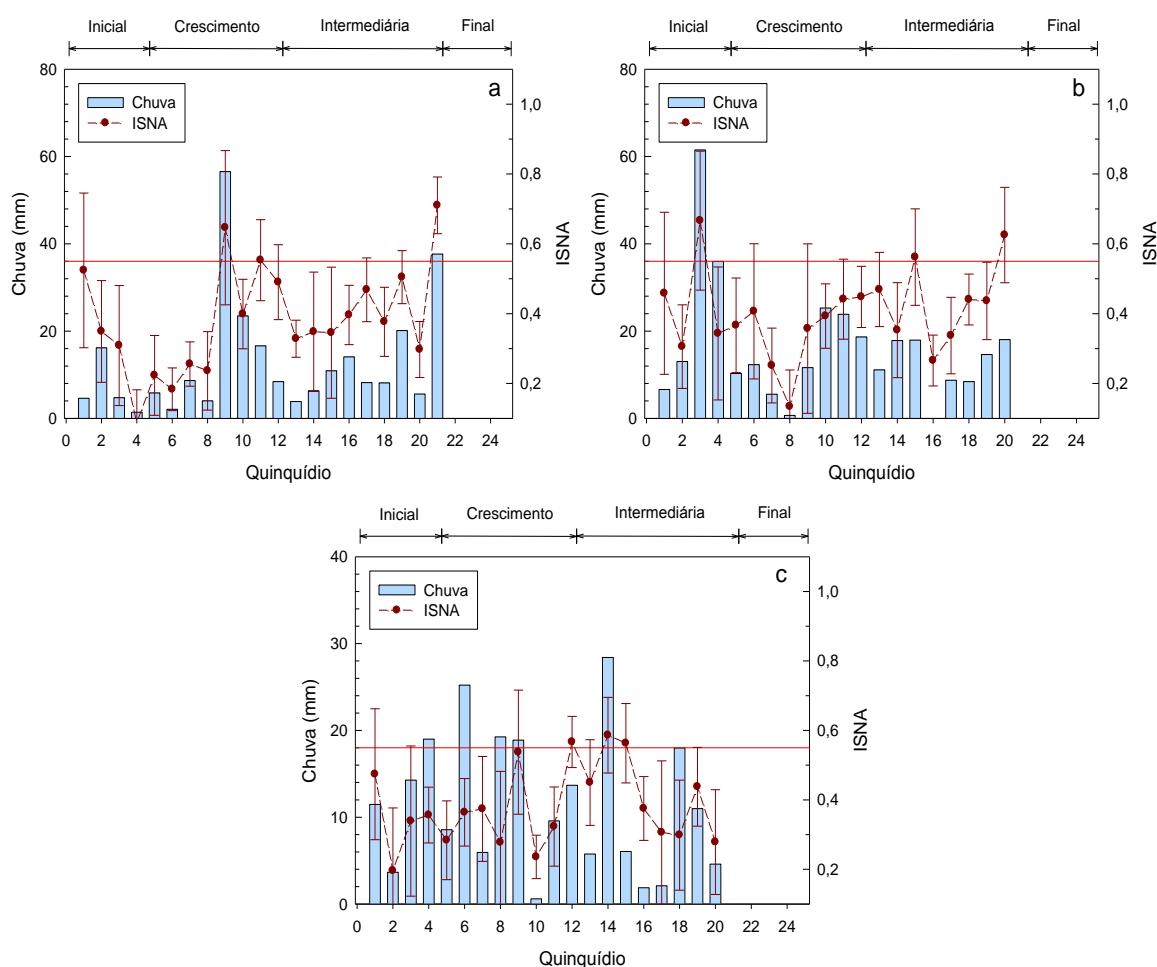 Inicial Crescimento Intermediária Final
80 60 40 20 0
Chuva (mm)
Chuva
ISNA
a
1,0 0,8 0,6 0,4 0,2
ISNA
0 2 4 6 8 10 12 14 16 18 20 22 24
Quinquídio
Inicial Crescimento Intermediária Final
80 60 40 20 0
Chuva (mm)
Chuva
ISNA
b
1,0 0,8 0,6 0,4 0,2
ISNA
0 2 4 6 8 10 12 14 16 18 20 22 24
Quinquídio
Inicial Crescimento Intermediária Final
40 30 20 10 0
Chuva (mm)
Chuva
ISNA
c
1,0 0,8 0,6 0,4 0,2
ISNA
0 2 4 6 8 10 12 14 16 18 20 22 24
Quinquídio